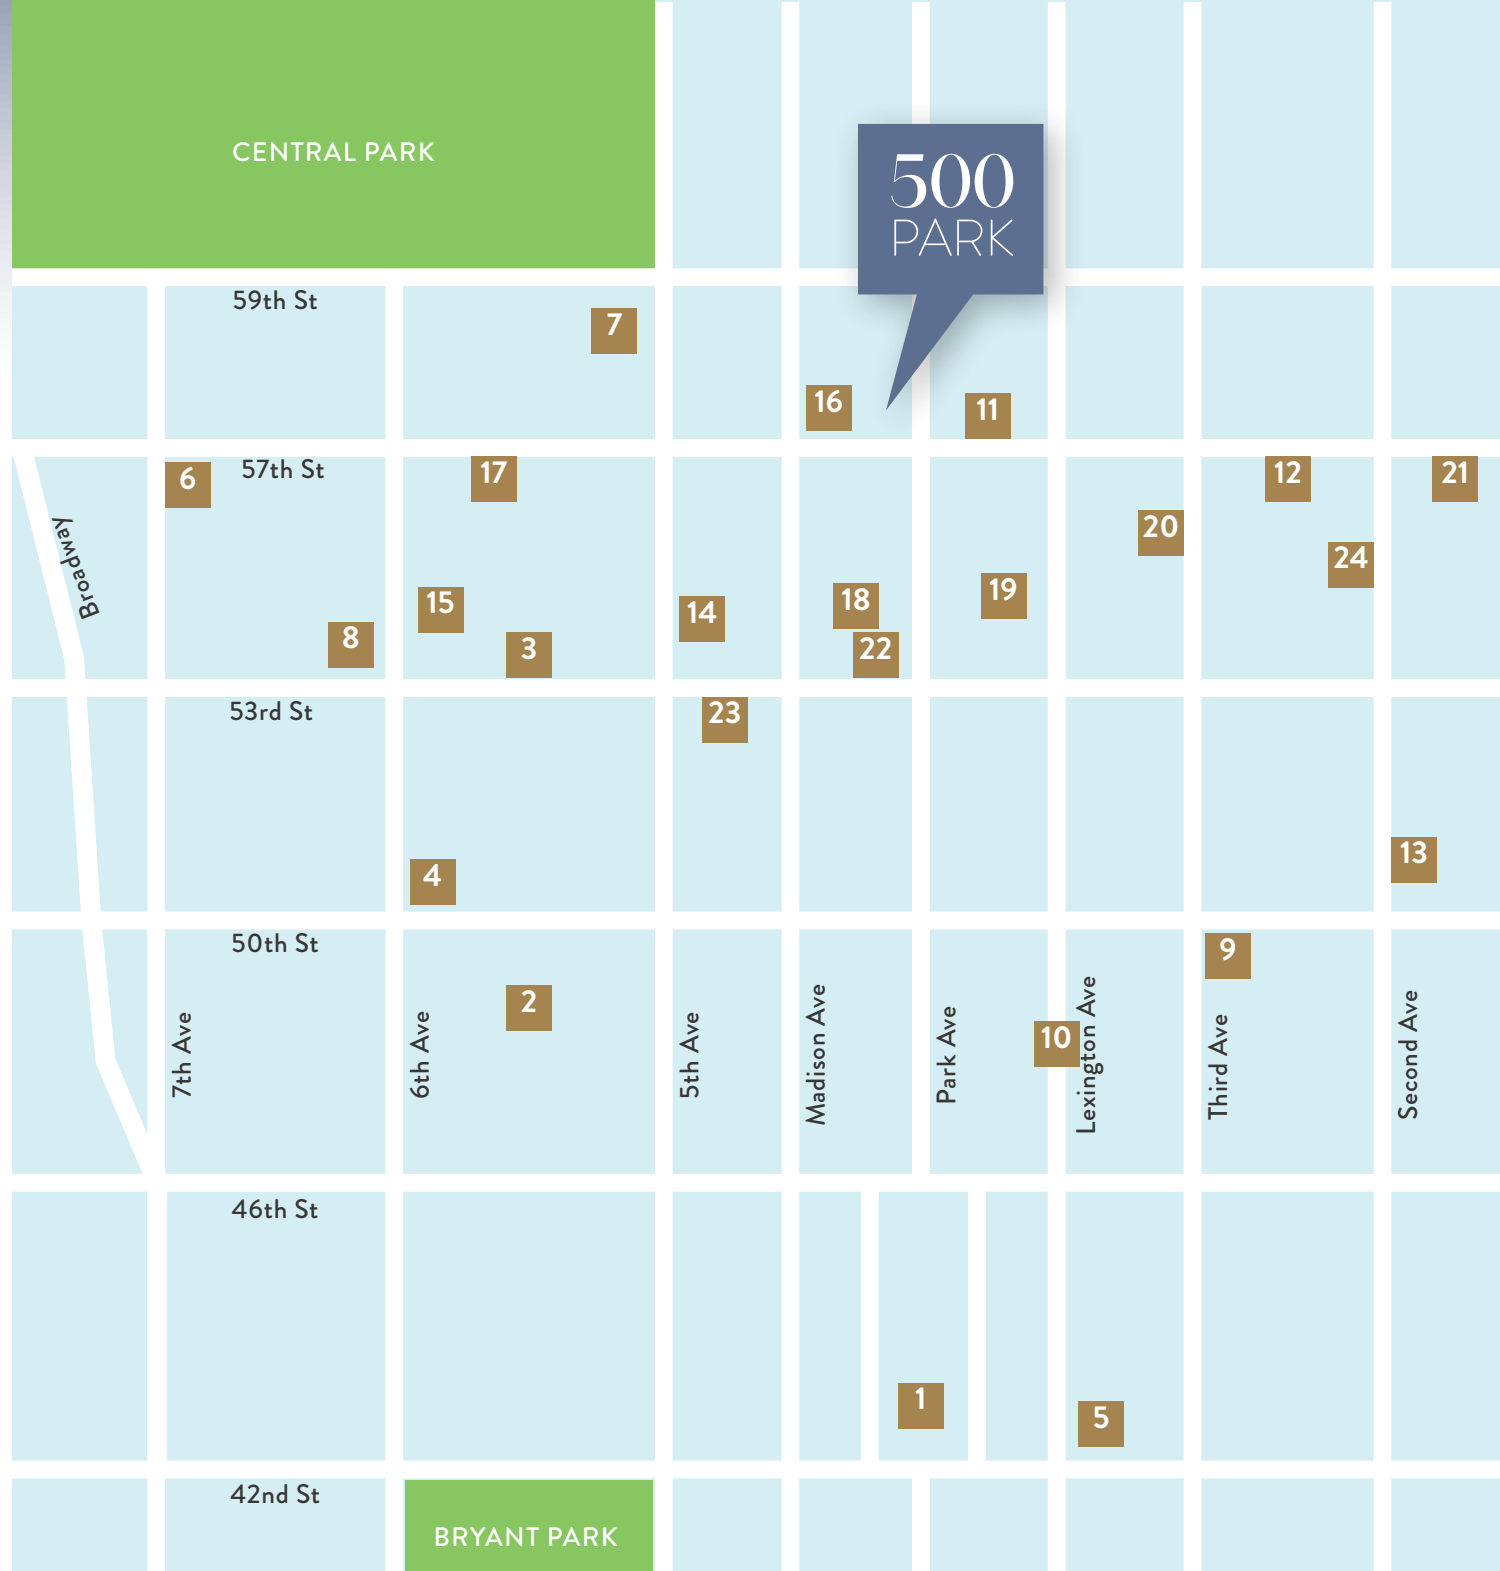 CENTRAL PARK
500
PARK
59th St
7
16
11
6
57th St
17
12
21
Broadway
20
24
15
14
18
19
8
3
22
53rd St
23
4
13
50th St
9
2
10
7th Ave
6th Ave
5th Ave
Madison Ave
Park Ave
Lexington Ave
Third Ave
Second Ave
46th St
1
5
42nd St
BRYANT PARK